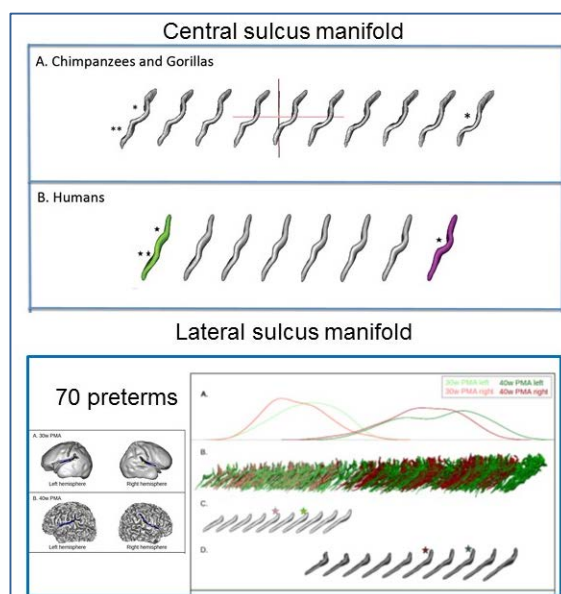 Central sulcus manifold
A. Chimpanzees and Gorillas
*
**
*
B. Humans
★
★★
★
Lateral sulcus manifold
70 preterms
A. 30w PMA
Left hemisphere Right hemisphere
B. 40w PMA
Left hemisphere Right hemisphere
30w PMA left 40w PMA left
30w PMA right 40w PMA right
A.
B.
C.
D.